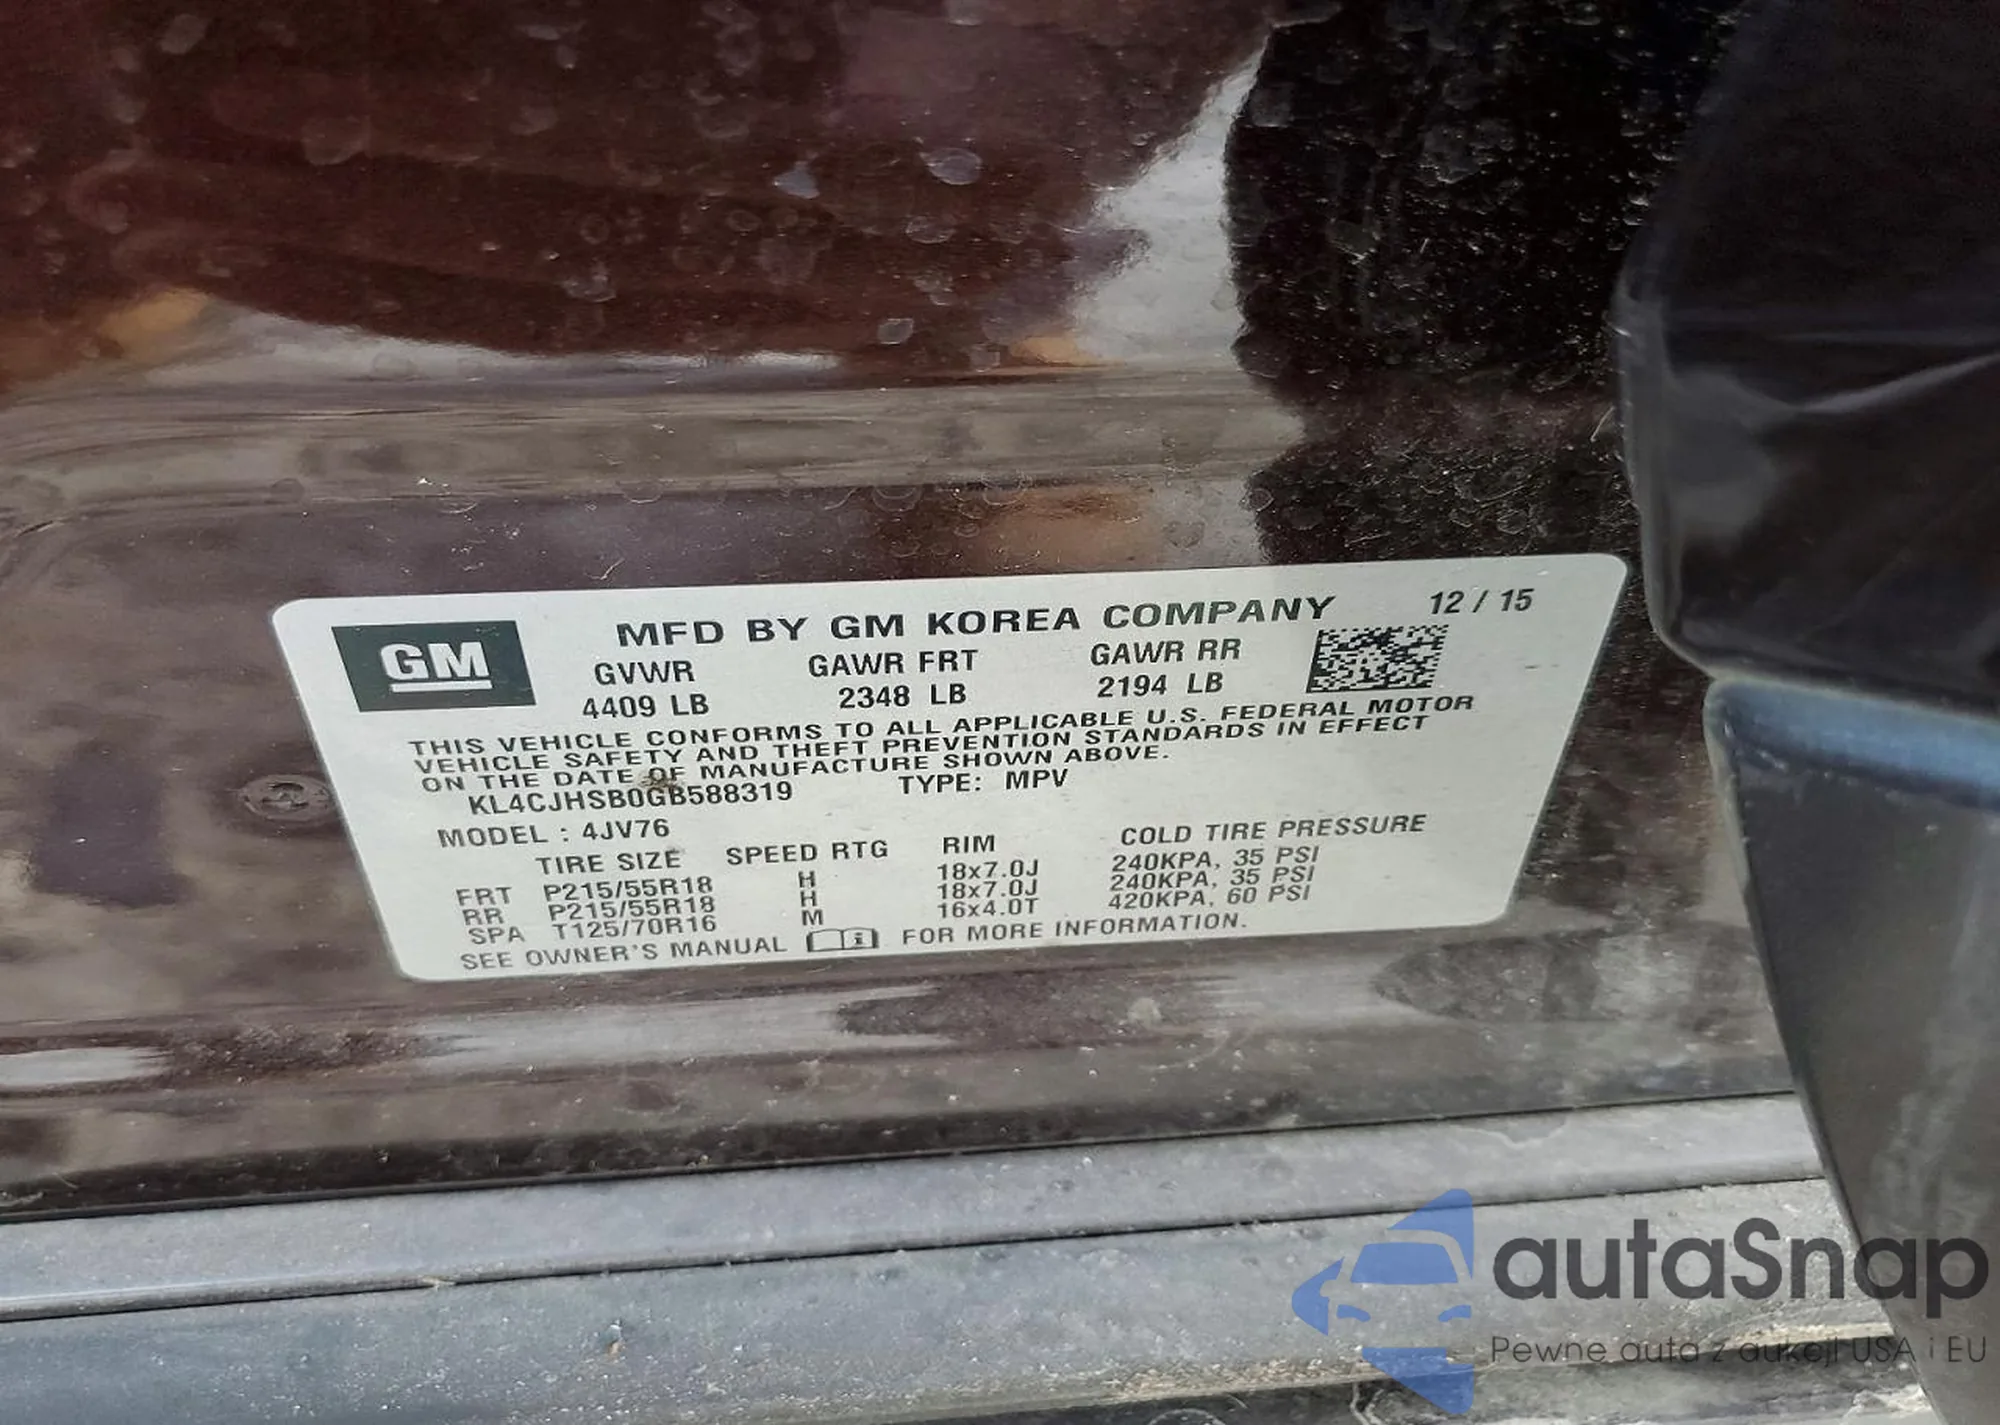 GM
MFD BY GM KOREA COMPANY 12 / 15
GVWR GAWR FRT GAWR RR
4409 LB 2348 LB 2194 LB
THIS VEHICLE CONFORMS TO ALL APPLICABLE U.S. FEDERAL MOTOR
VEHICLE SAFETY AND THEFT PREVENTION STANDARDS IN EFFECT
ON THE DATE OF MANUFACTURE SHOWN ABOVE.
KL4CJHSB0GB588319 TYPE: MPV
MODEL : 4JV76
TIRE SIZE SPEED RTG RIM COLD TIRE PRESSURE
FRT P215/55R18 H 18x7.0J 240KPA, 35 PSI
RR P215/55R18 H 18x7.0J 240KPA, 35 PSI
SPA T125/70R16 M 16x4.0T 420KPA, 60 PSI
SEE OWNER'S MANUAL FOR MORE INFORMATION.
autaSnap
Pewne auta z aukcji USA i EU